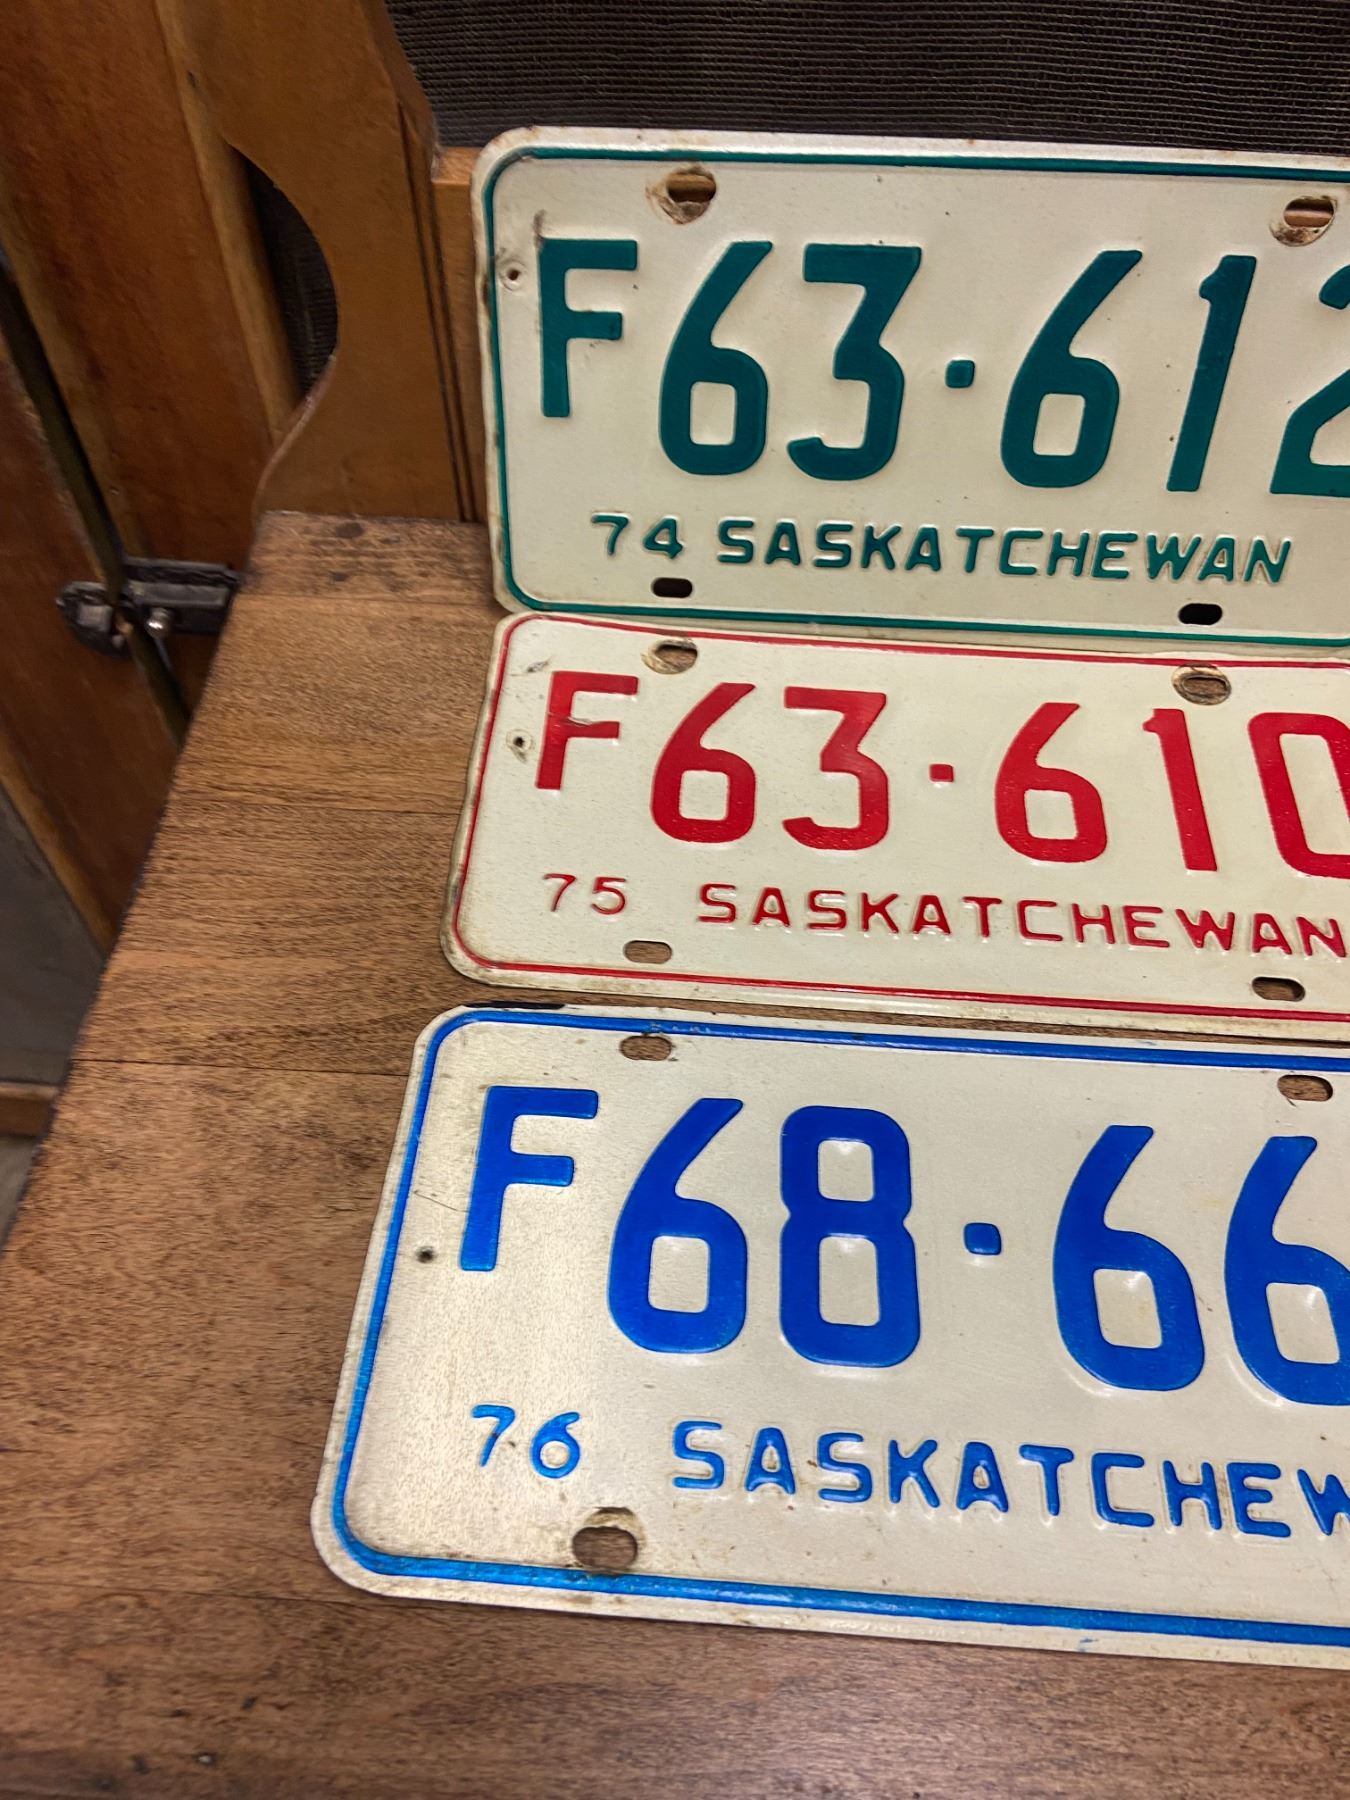 F63·612
74 SASKATCHEWAN
F63·610
75 SASKATCHEWAN
F68·66
76 SASKATCHEW